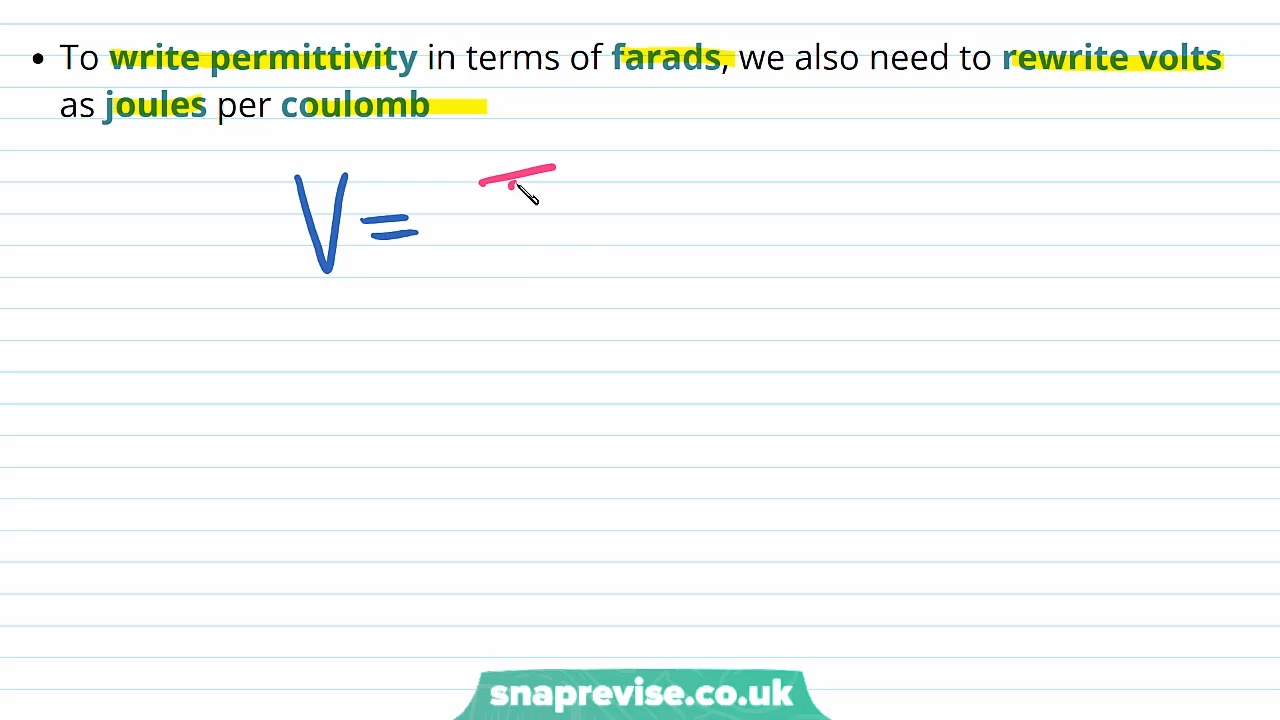 • To write permittivity in terms of farads, we also need to rewrite volts
as joules per coulomb
V=
snaprevise.co.uk